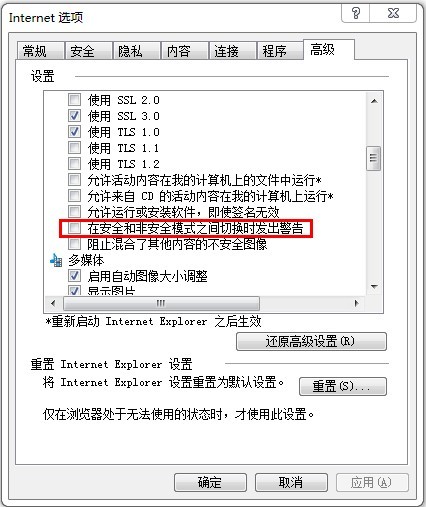 Internet 选项
常规 安全 隐私 内容 连接 程序 高级
设置
使用 SSL 2.0
使用 SSL 3.0
使用 TLS 1.0
使用 TLS 1.1
使用 TLS 1.2
允许活动内容在我的计算机上的文件中运行*
允许来自 CD 的活动内容在我的计算机上运行*
允许运行或安装软件，即使签名无效
在安全和非安全模式之间切换时发出警告
阻止混合了其他内容的不安全图像
多媒体
启用自动图像大小调整
显示图片
*重新启动 Internet Explorer 之后生效
还原高级设置(R)
重置 Internet Explorer 设置
将 Internet Explorer 设置重置为默认设置。
重置(S)...
仅在浏览器处于无法使用的状态时，才使用此设置。
确定 取消 应用(A)